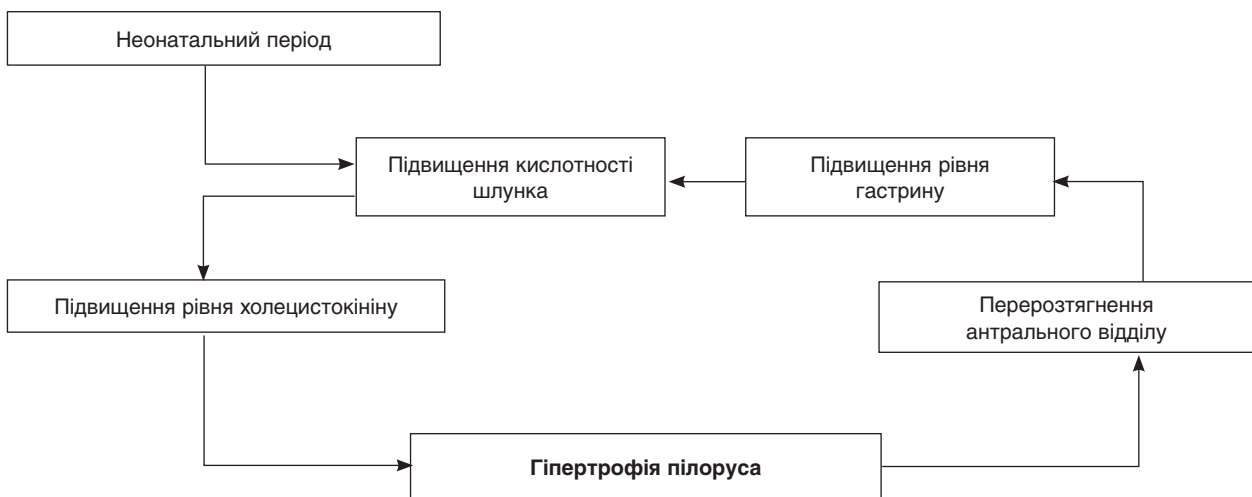 Неонатальний період
Підвищення кислотності
шлунка
Підвищення рівня
гастрину
Підвищення рівня холецистокініну
Перерозтягнення
антрального відділу
Гіпертрофія пілоруса